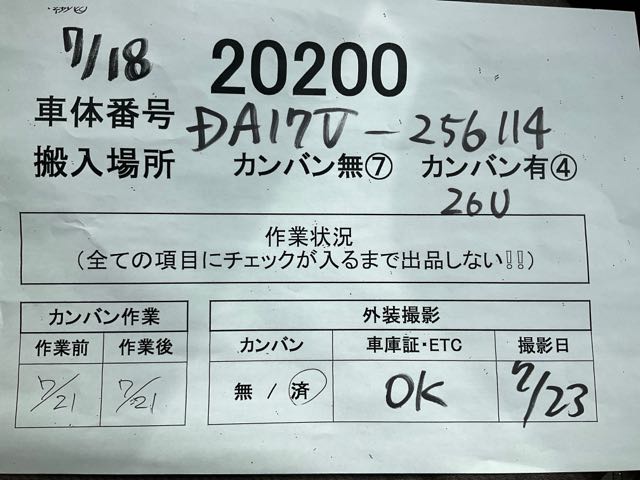 7/18
20200
車体番号 DA17V-256114
搬入場所 カンバン無⑦ カンバン有④
26U
作業状況
(全ての項目にチェックが入るまで出品しない!!)
カンバン作業 外装撮影
作業前 作業後 カンバン 車庫証・ETC 撮影日
7/21 7/21 無 / 済 OK 7/23